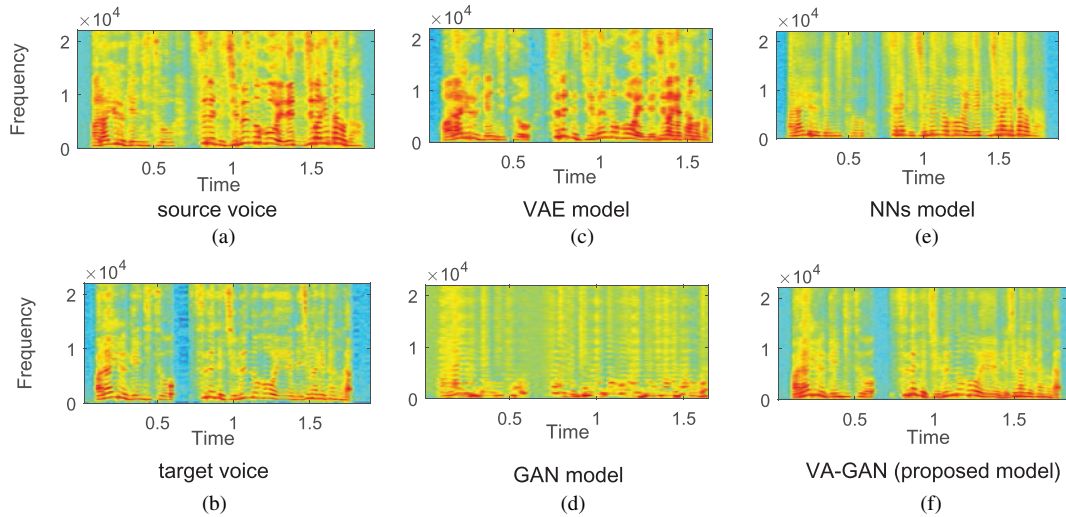 ×10⁴
Frequency
2
1
0
0.5
1
1.5
Time
source voice
(a)
×10⁴
2
1
0
0.5
1
1.5
Time
VAE model
(c)
×10⁴
2
1
0
0.5
1
1.5
Time
NNs model
(e)
×10⁴
Frequency
2
1
0
0.5
1
1.5
Time
target voice
(b)
×10⁴
2
1
0
0.5
1
1.5
Time
GAN model
(d)
×10⁴
2
1
0
0.5
1
1.5
Time
VA-GAN (proposed model)
(f)